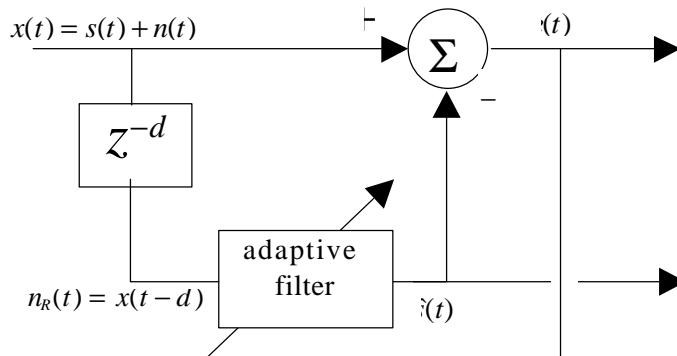 x(t) = s(t) + n(t)
(t)
Σ
−
z^{-d}
adaptive
filter
n_R(t) = x(t − d)
(t)